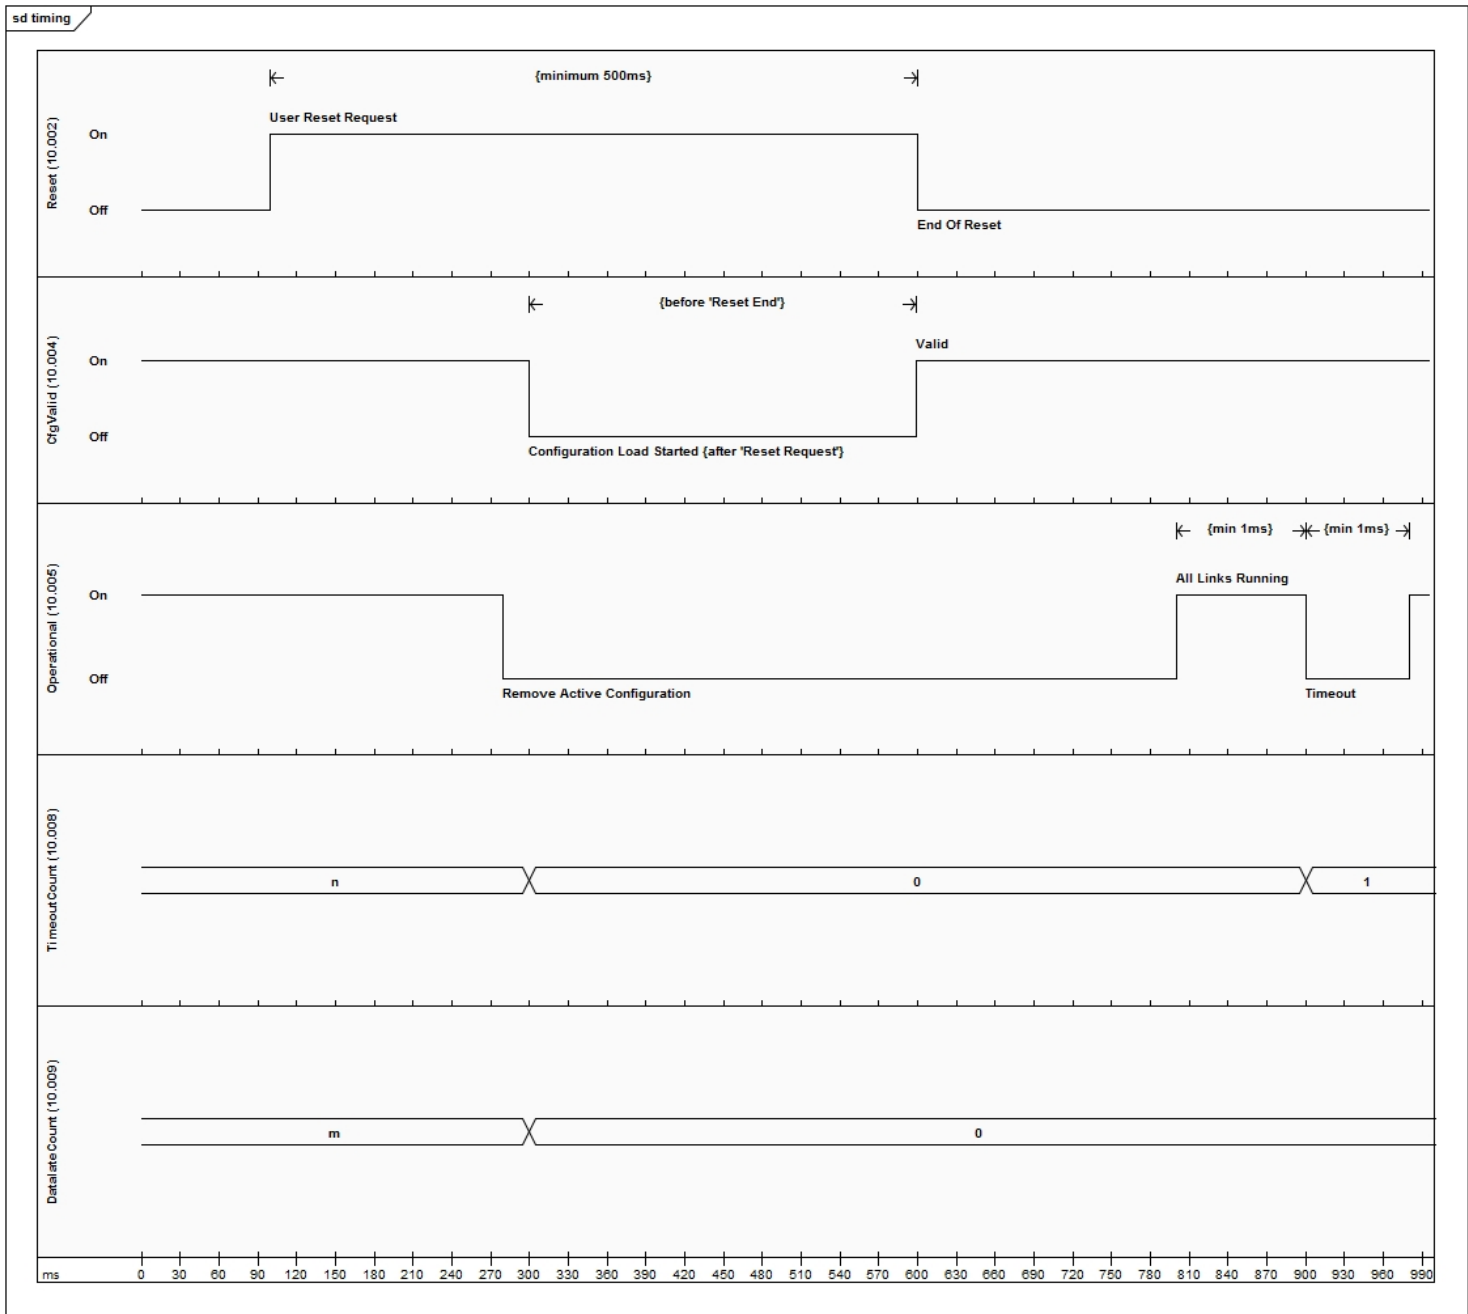 sd timing
{minimum 500ms}
User Reset Request
Reset (10.002)
On
Off
End Of Reset
{before 'Reset End'}
Valid
CfgValid (10.004)
On
Off
Configuration Load Started {after 'Reset Request'}
{min 1ms} {min 1ms}
All Links Running
Operational (10.005)
On
Off
Remove Active Configuration
Timeout
TimeoutCount (10.008)
n 0 1
DatalateCount (10.009)
m 0
ms 0 30 60 90 120 150 180 210 240 270 300 330 360 390 420 450 480 510 540 570 600 630 660 690 720 750 780 810 840 870 900 930 960 990